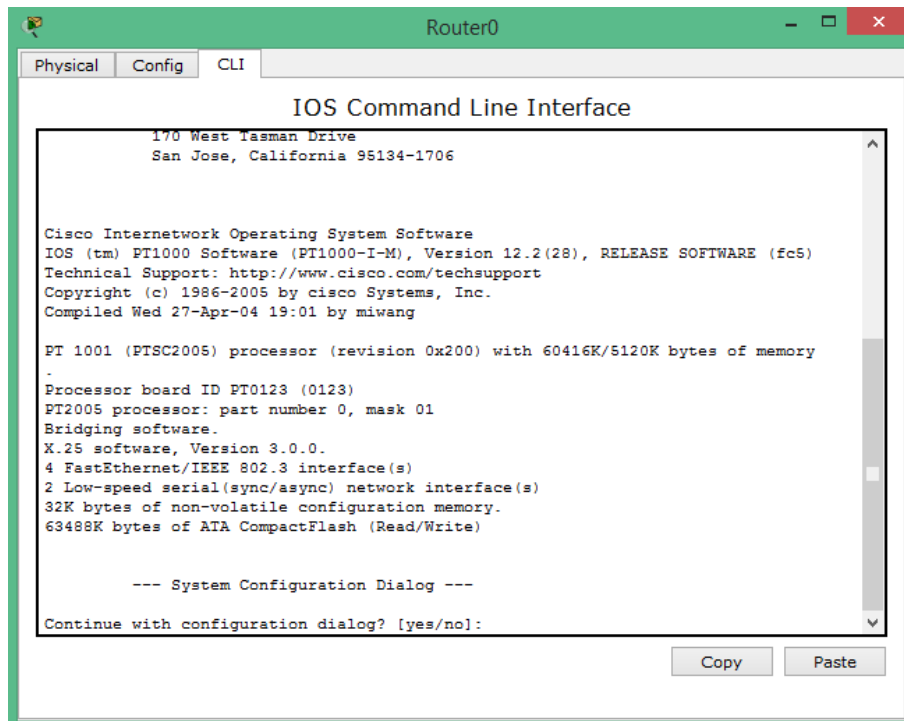 Router0
Physical Config CLI
IOS Command Line Interface
170 West Tasman Drive
San Jose, California 95134-1706
Cisco Internetwork Operating System Software
IOS (tm) PT1000 Software (PT1000-I-M), Version 12.2(28), RELEASE SOFTWARE (fc5)
Technical Support: http://www.cisco.com/techsupport
Copyright (c) 1986-2005 by cisco Systems, Inc.
Compiled Wed 27-Apr-04 19:01 by miwang
PT 1001 (PTSC2005) processor (revision 0x200) with 60416K/5120K bytes of memory
.
Processor board ID PT0123 (0123)
PT2005 processor: part number 0, mask 01
Bridging software.
X.25 software, Version 3.0.0.
4 FastEthernet/IEEE 802.3 interface(s)
2 Low-speed serial(sync/async) network interface(s)
32K bytes of non-volatile configuration memory.
63488K bytes of ATA CompactFlash (Read/Write)
--- System Configuration Dialog ---
Continue with configuration dialog? [yes/no]:
Copy Paste